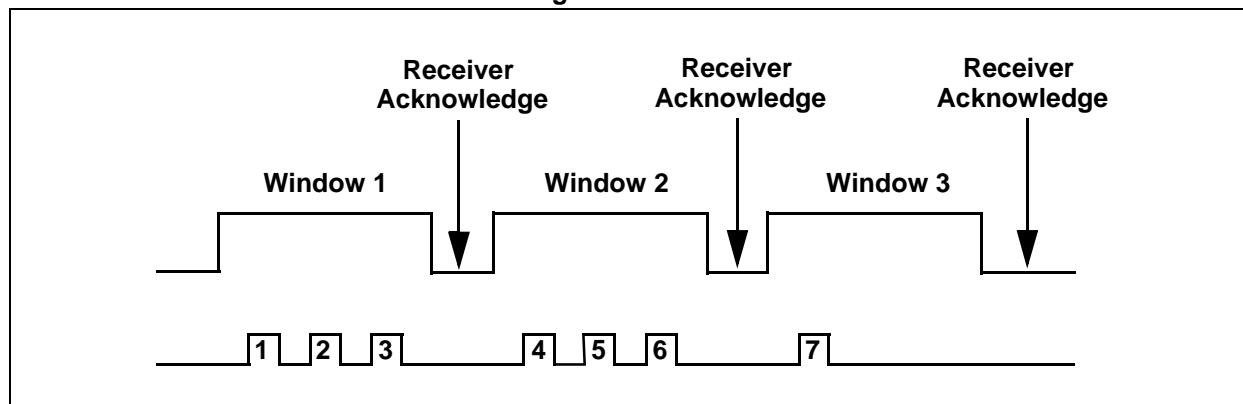 Receiver
Acknowledge
Receiver
Acknowledge
Receiver
Acknowledge
Window 1
Window 2
Window 3
1 2 3 4 5 6 7